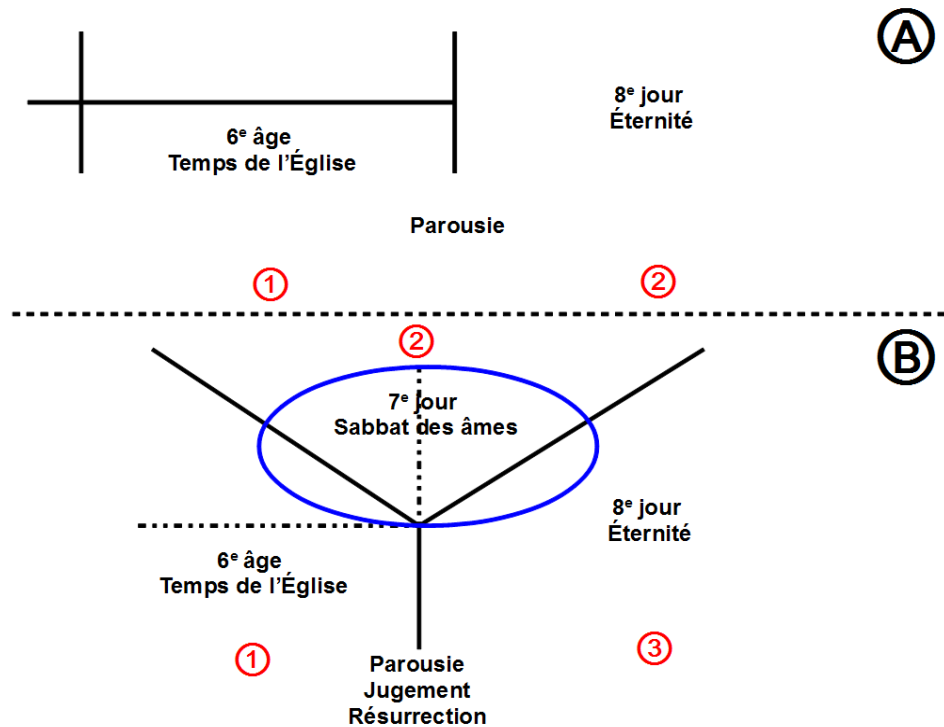 A
8e jour
Éternité
6e âge
Temps de l'Église
Parousie
1
2
2
B
7e jour
Sabbat des âmes
8e jour
Éternité
6e âge
Temps de l'Église
1
3
Parousie
Jugement
Résurrection